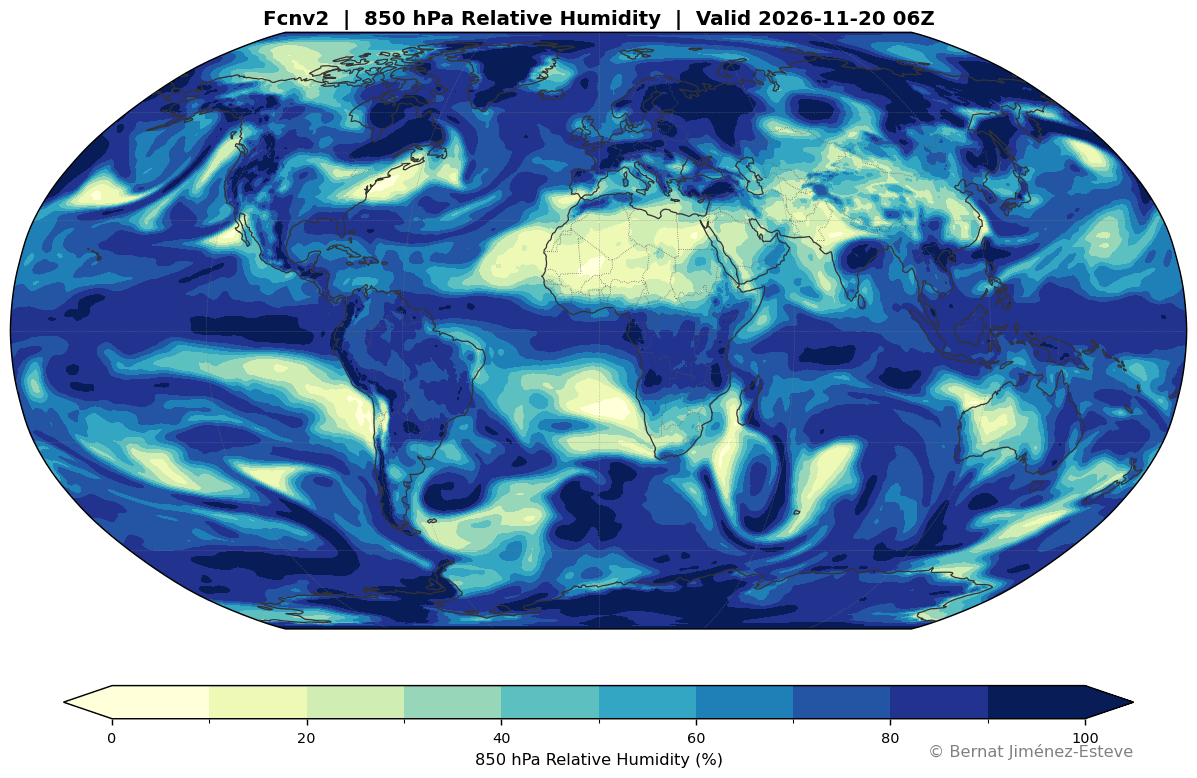 Fcnv2 | 850 hPa Relative Humidity | Valid 2026-11-20 06Z
0 20 40 60 80 100
850 hPa Relative Humidity (%)
© Bernat Jiménez-Esteve